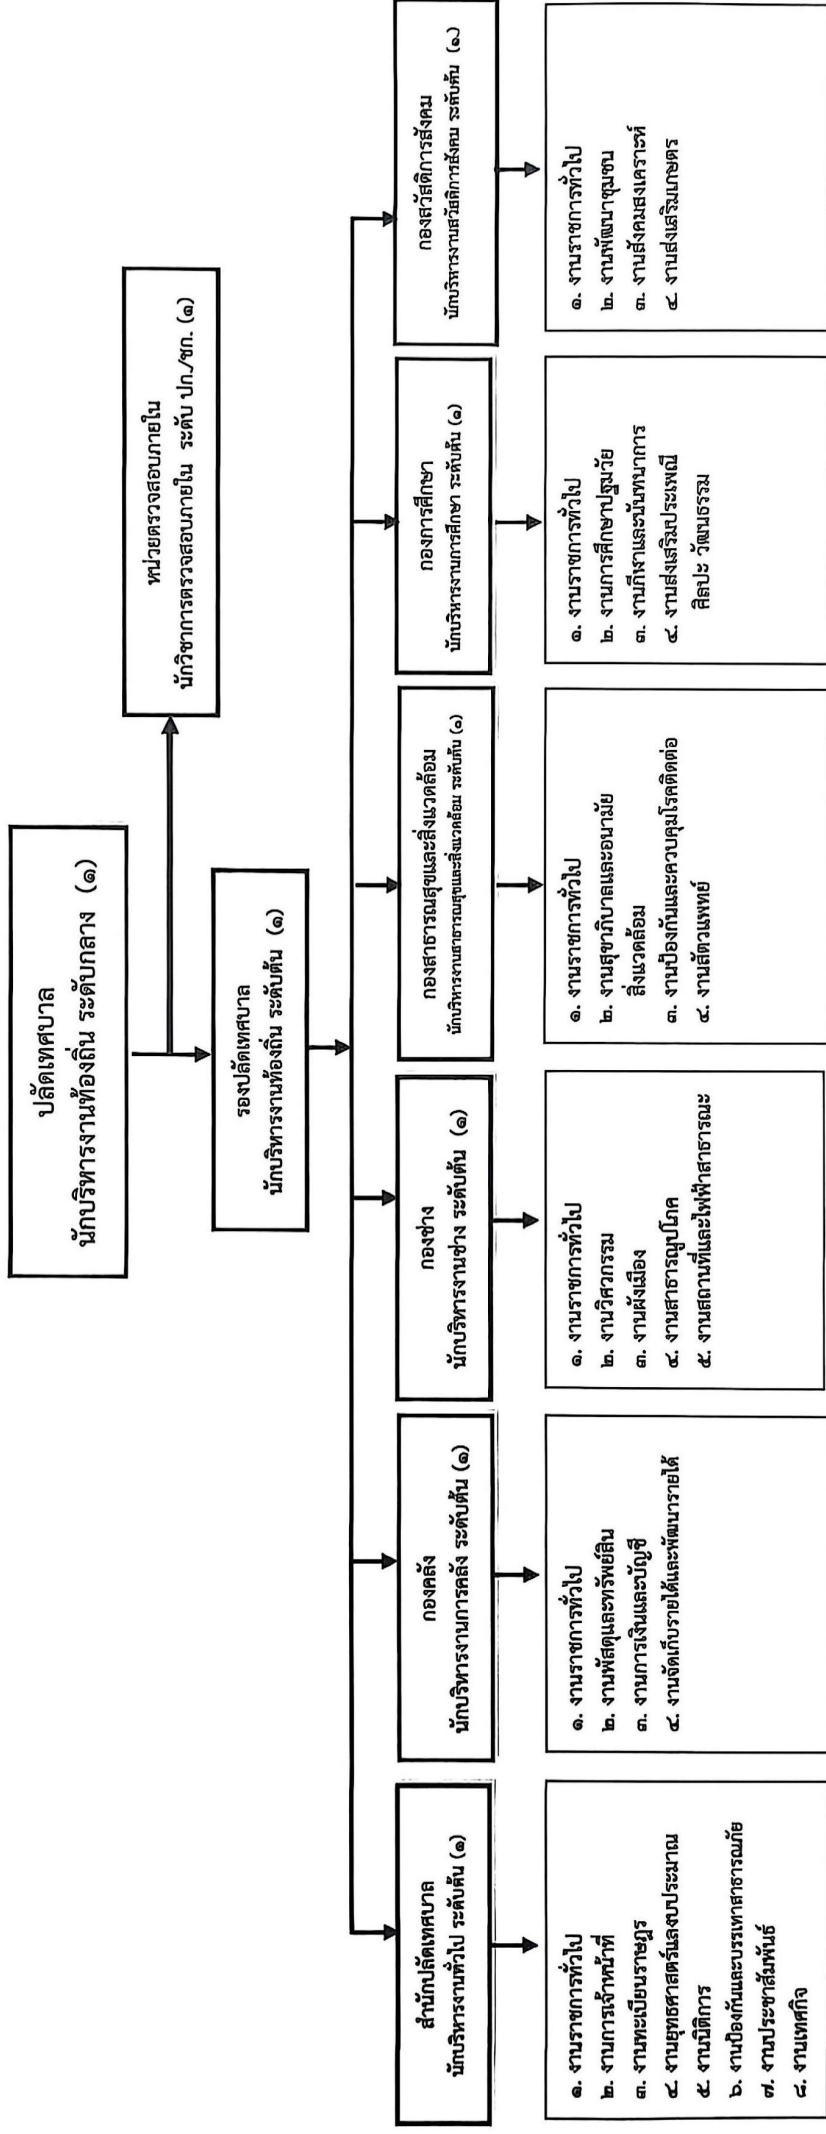 ปลัดเทศบาล
นักบริหารงานท้องถิ่น ระดับกลาง (๑)
หน่วยตรวจสอบภายใน
นักวิชาการตรวจสอบภายใน ระดับ ปก./ชก. (๑)
รองปลัดเทศบาล
นักบริหารงานท้องถิ่น ระดับต้น (๑)
สำนักปลัดเทศบาล
นักบริหารงานทั่วไป ระดับต้น (๑)
๑. งานราชการทั่วไป
๒. งานการเจ้าหน้าที่
๓. งานทะเบียนราษฎร
๔. งานยุทธศาสตร์และงบประมาณ
๕. งานนิติการ
๖. งานป้องกันและบรรเทาสาธารณภัย
๗. งานประชาสัมพันธ์
๘. งานเทศกิจ
กองคลัง
นักบริหารงานการคลัง ระดับต้น (๑)
๑. งานราชการทั่วไป
๒. งานพัสดุและทรัพย์สิน
๓. งานการเงินและบัญชี
๔. งานจัดเก็บรายได้และพัฒนารายได้
กองช่าง
นักบริหารงานช่าง ระดับต้น (๑)
๑. งานราชการทั่วไป
๒. งานวิศวกรรม
๓. งานผังเมือง
๔. งานสาธารณูปโภค
๕. งานสถานที่และไฟฟ้าสาธารณะ
กองสาธารณสุขและสิ่งแวดล้อม
นักบริหารงานสาธารณสุขและสิ่งแวดล้อม ระดับต้น (๑)
๑. งานราชการทั่วไป
๒. งานสุขาภิบาลและอนามัย
สิ่งแวดล้อม
๓. งานป้องกันและควบคุมโรคติดต่อ
๔. งานสัตวแพทย์
กองการศึกษา
นักบริหารงานการศึกษา ระดับต้น (๑)
๑. งานราชการทั่วไป
๒. งานการศึกษาปฐมวัย
๓. งานกีฬาและนันทนาการ
๔. งานส่งเสริมประเพณี
ศิลปะ วัฒนธรรม
กองสวัสดิการสังคม
นักบริหารงานสวัสดิการสังคม ระดับต้น (๑)
๑. งานราชการทั่วไป
๒. งานพัฒนาชุมชน
๓. งานสังคมสงเคราะห์
๔. งานส่งเสริมเกษตร